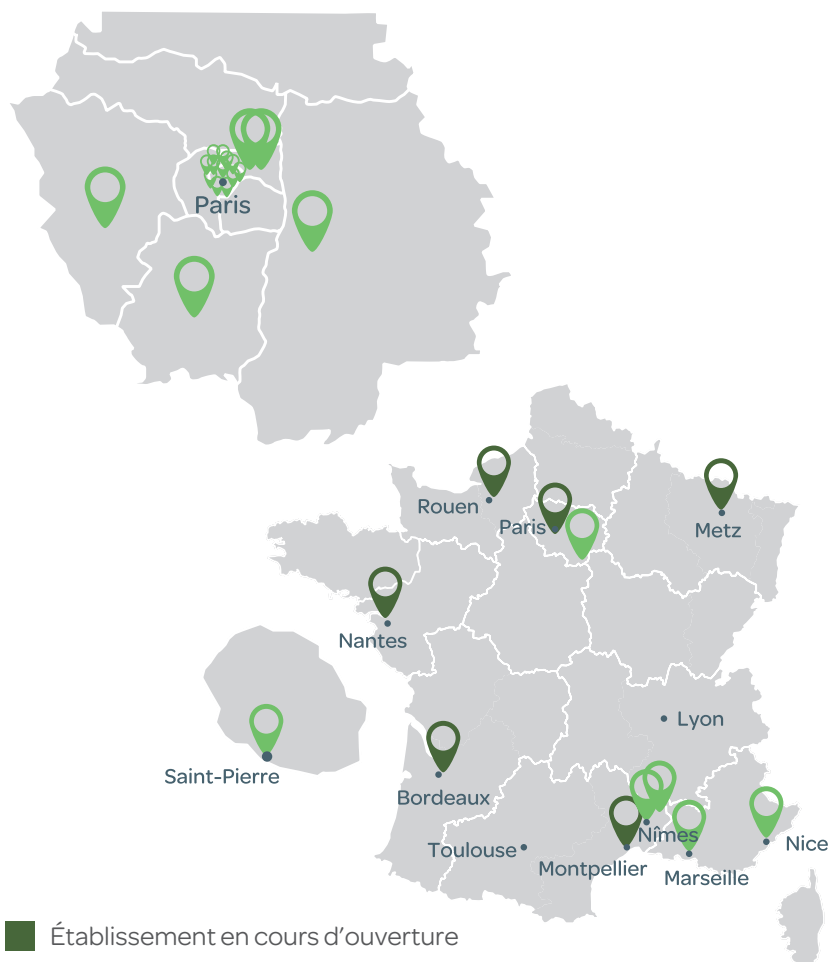 Paris
Rouen
Paris
Metz
Nantes
Lyon
Saint-Pierre
Bordeaux
Nîmes
Toulouse
Nice
Montpellier
Marseille
Établissement en cours d'ouverture